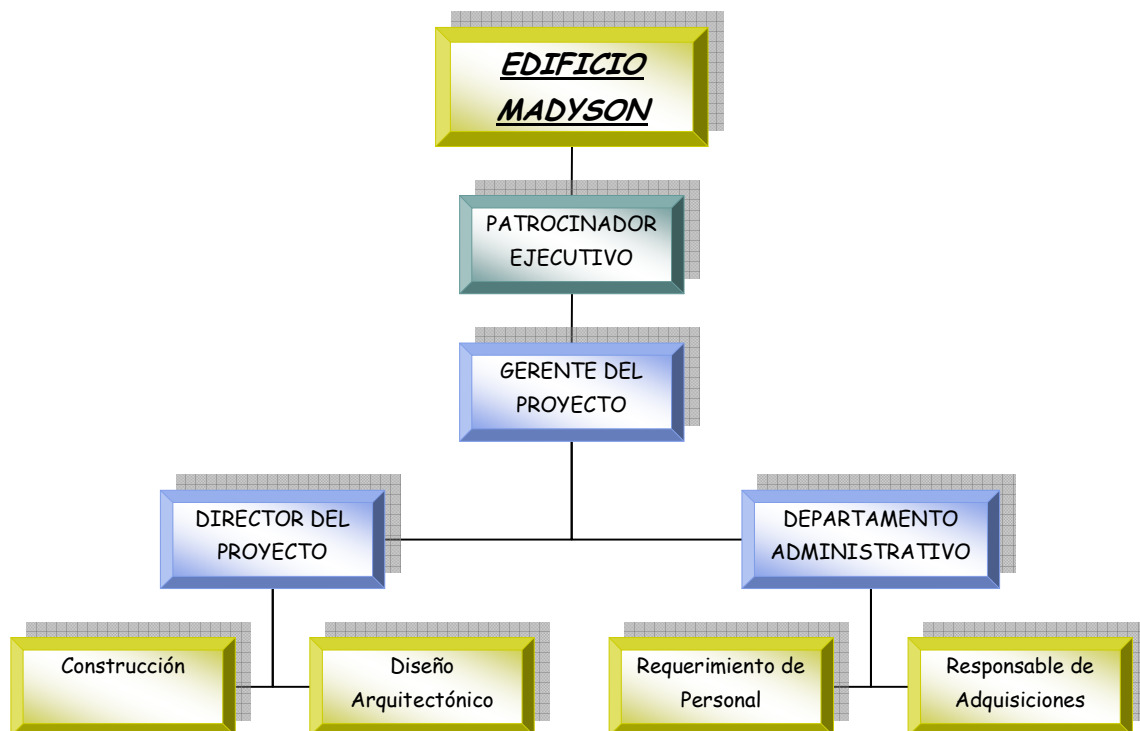 EDIFICIO
MADYSON
PATROCINADOR
EJECUTIVO
GERENTE DEL
PROYECTO
DIRECTOR DEL
PROYECTO
DEPARTAMENTO
ADMINISTRATIVO
Construcción
Diseño
Arquitectónico
Requerimiento de
Personal
Responsable de
Adquisiciones